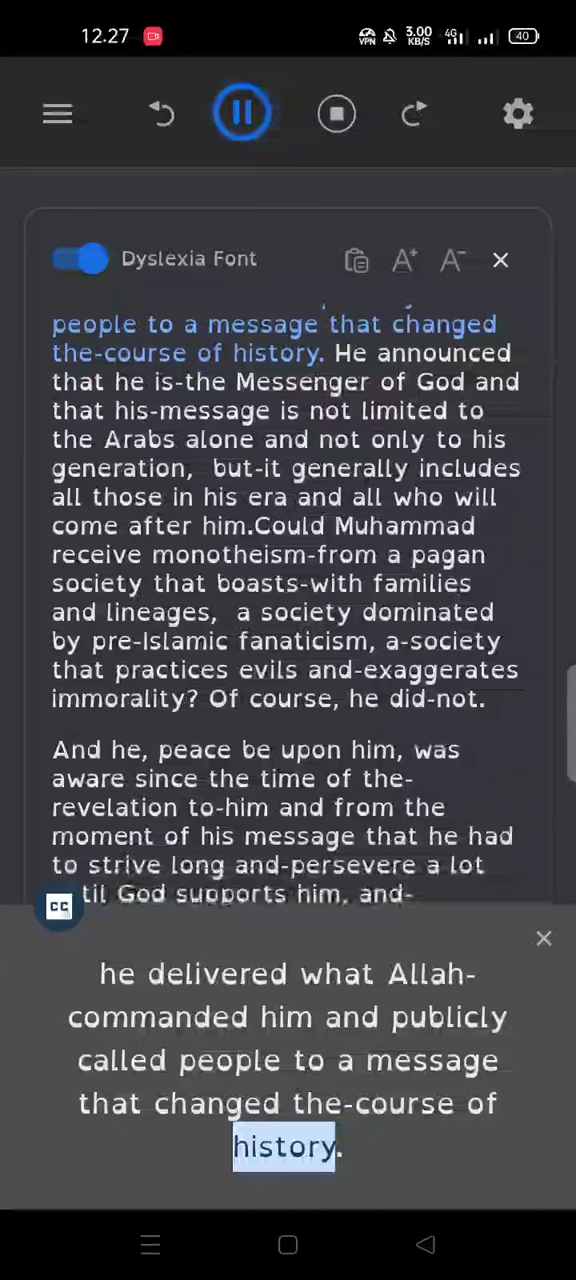 12.27
VPN 3.00 KB/S 4G 40
Dyslexia Font A+ A-
people to a message that changed
the-course of history. He announced
that he is-the Messenger of God and
that his-message is not limited to
the Arabs alone and not only to his
generation, but-it generally includes
all those in his era and all who will
come after him.Could Muhammad
receive monotheism-from a pagan
society that boasts-with families
and lineages, a society dominated
by pre-Islamic fanaticism, a-society
that practices evils and-exaggerates
immorality? Of course, he did-not.
And he, peace be upon him, was
aware since the time of the-
revelation to-him and from the
moment of his message that he had
to strive long and-persevere a lot
til God supports him, and-
CC
he delivered what Allah-
commanded him and publicly
called people to a message
that changed the-course of
history.